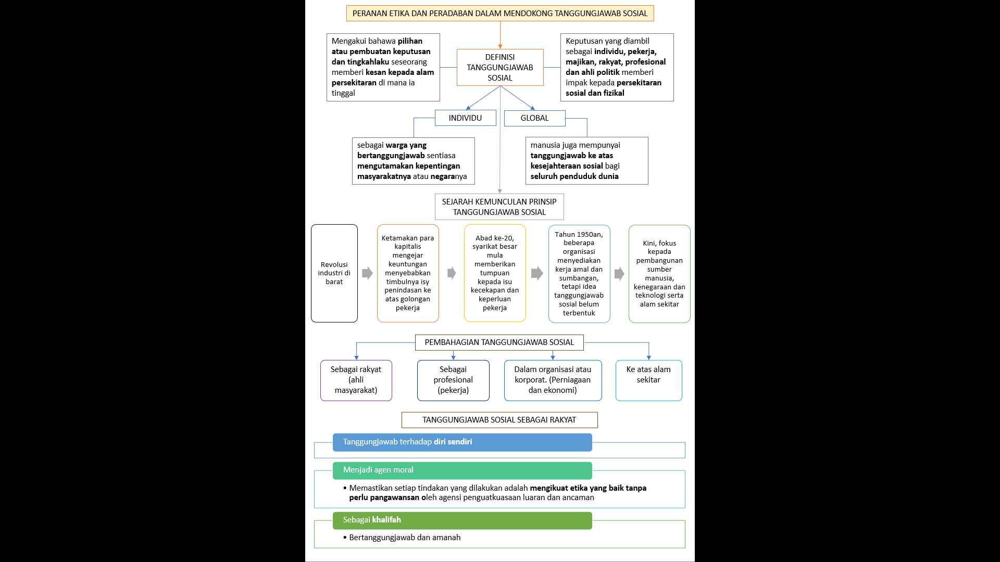 PERANAN ETIKA DAN PERADABAN DALAM MENDOKONG TANGGUNGJAWAB SOSIAL
Mengakui bahawa pilihan
atau pembuatan keputusan
dan tingkahlaku seseorang
memberi kesan kepada alam
persekitaran di mana ia
tinggal
DEFINISI
TANGGUNGJAWAB
SOSIAL
Keputusan yang diambil
sebagai individu, pekerja,
majikan, rakyat, profesional
dan ahli politik memberi
impak kepada persekitaran
sosial dan fizikal
INDIVIDU
GLOBAL
sebagai warga yang
bertanggungjawab sentiasa
mengutamakan kepentingan
masyarakatnya atau negaranya
manusia juga mempunyai
tanggungjawab ke atas
kesejahteraan sosial bagi
seluruh penduduk dunia
SEJARAH KEMUNCULAN PRINSIP
TANGGUNGJAWAB SOSIAL
Revolusi
industri di
barat
Ketamakan para
kapitalis
mengejar
keuntungan
menyebabkan
timbulnya isy
penindasan ke
atas golongan
pekerja
Abad ke-20,
syarikat besar
mula
memberikan
tumpuan
kepada isu
kecekapan dan
keperluan
pekerja
Tahun 1950an,
beberapa
organisasi
menyediakan
kerja amal dan
sumbangan,
tetapi idea
tanggungjawab
sosial belum
terbentuk
Kini, fokus
kepada
pembangunan
sumber
manusia,
kenegaraan dan
teknologi serta
alam sekitar
PEMBAHAGIAN TANGGUNGJAWAB SOSIAL
Sebagai rakyat
(ahli
masyarakat)
Sebagai
profesional
(pekerja)
Dalam organisasi atau
korporat. (Perniagaan
dan ekonomi)
Ke atas alam
sekitar
TANGGUNGJAWAB SOSIAL SEBAGAI RAKYAT
Tanggungjawab terhadap diri sendiri
Menjadi agen moral
• Memastikan setiap tindakan yang dilakukan adalah mengikuat etika yang baik tanpa
perlu pangawansan oleh agensi penguatkuasaan luaran dan ancaman
Sebagai khalifah
• Bertanggungjawab dan amanah